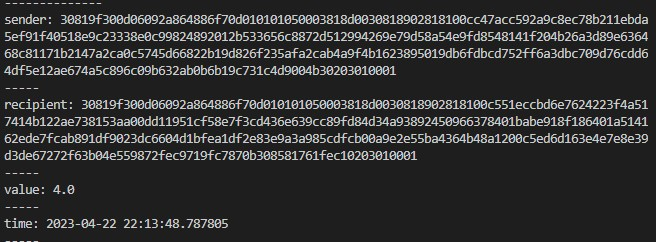 --------------
sender: 30819f300d06092a864886f70d010101050003818d0030818902818100cc47acc592a9c8ec78b211ebda
5ef91f40518e9c23338e0c99824892012b533656c8872d512994269e79d58a54e9fd8548141f204b26a3d89e6364
68c81171b2147a2ca0c5745d66822b19d826f235afa2cab4a9f4b1623895019db6fdbcd752ff6a3dbc709d76cdd6
4df5e12ae674a5c896c09b632ab0b6b19c731c4d9004b30203010001
-----
recipient: 30819f300d06092a864886f70d010101050003818d0030818902818100c551eccbd6e7624223f4a51
7414b122ae738153aa00dd11951cf58e7f3cd436e639cc89fd84d34a93892450966378401babe918f186401a5141
62ede7fcab891df9023dc6604d1bfea1df2e83e9a3a985cdfcb00a9e2e55ba4364b48a1200c5ed6d163e4e7e8e39
d3de67272f63b04e559872fec9719fc7870b308581761fec10203010001
-----
value: 4.0
-----
time: 2023-04-22 22:13:48.787805
-----